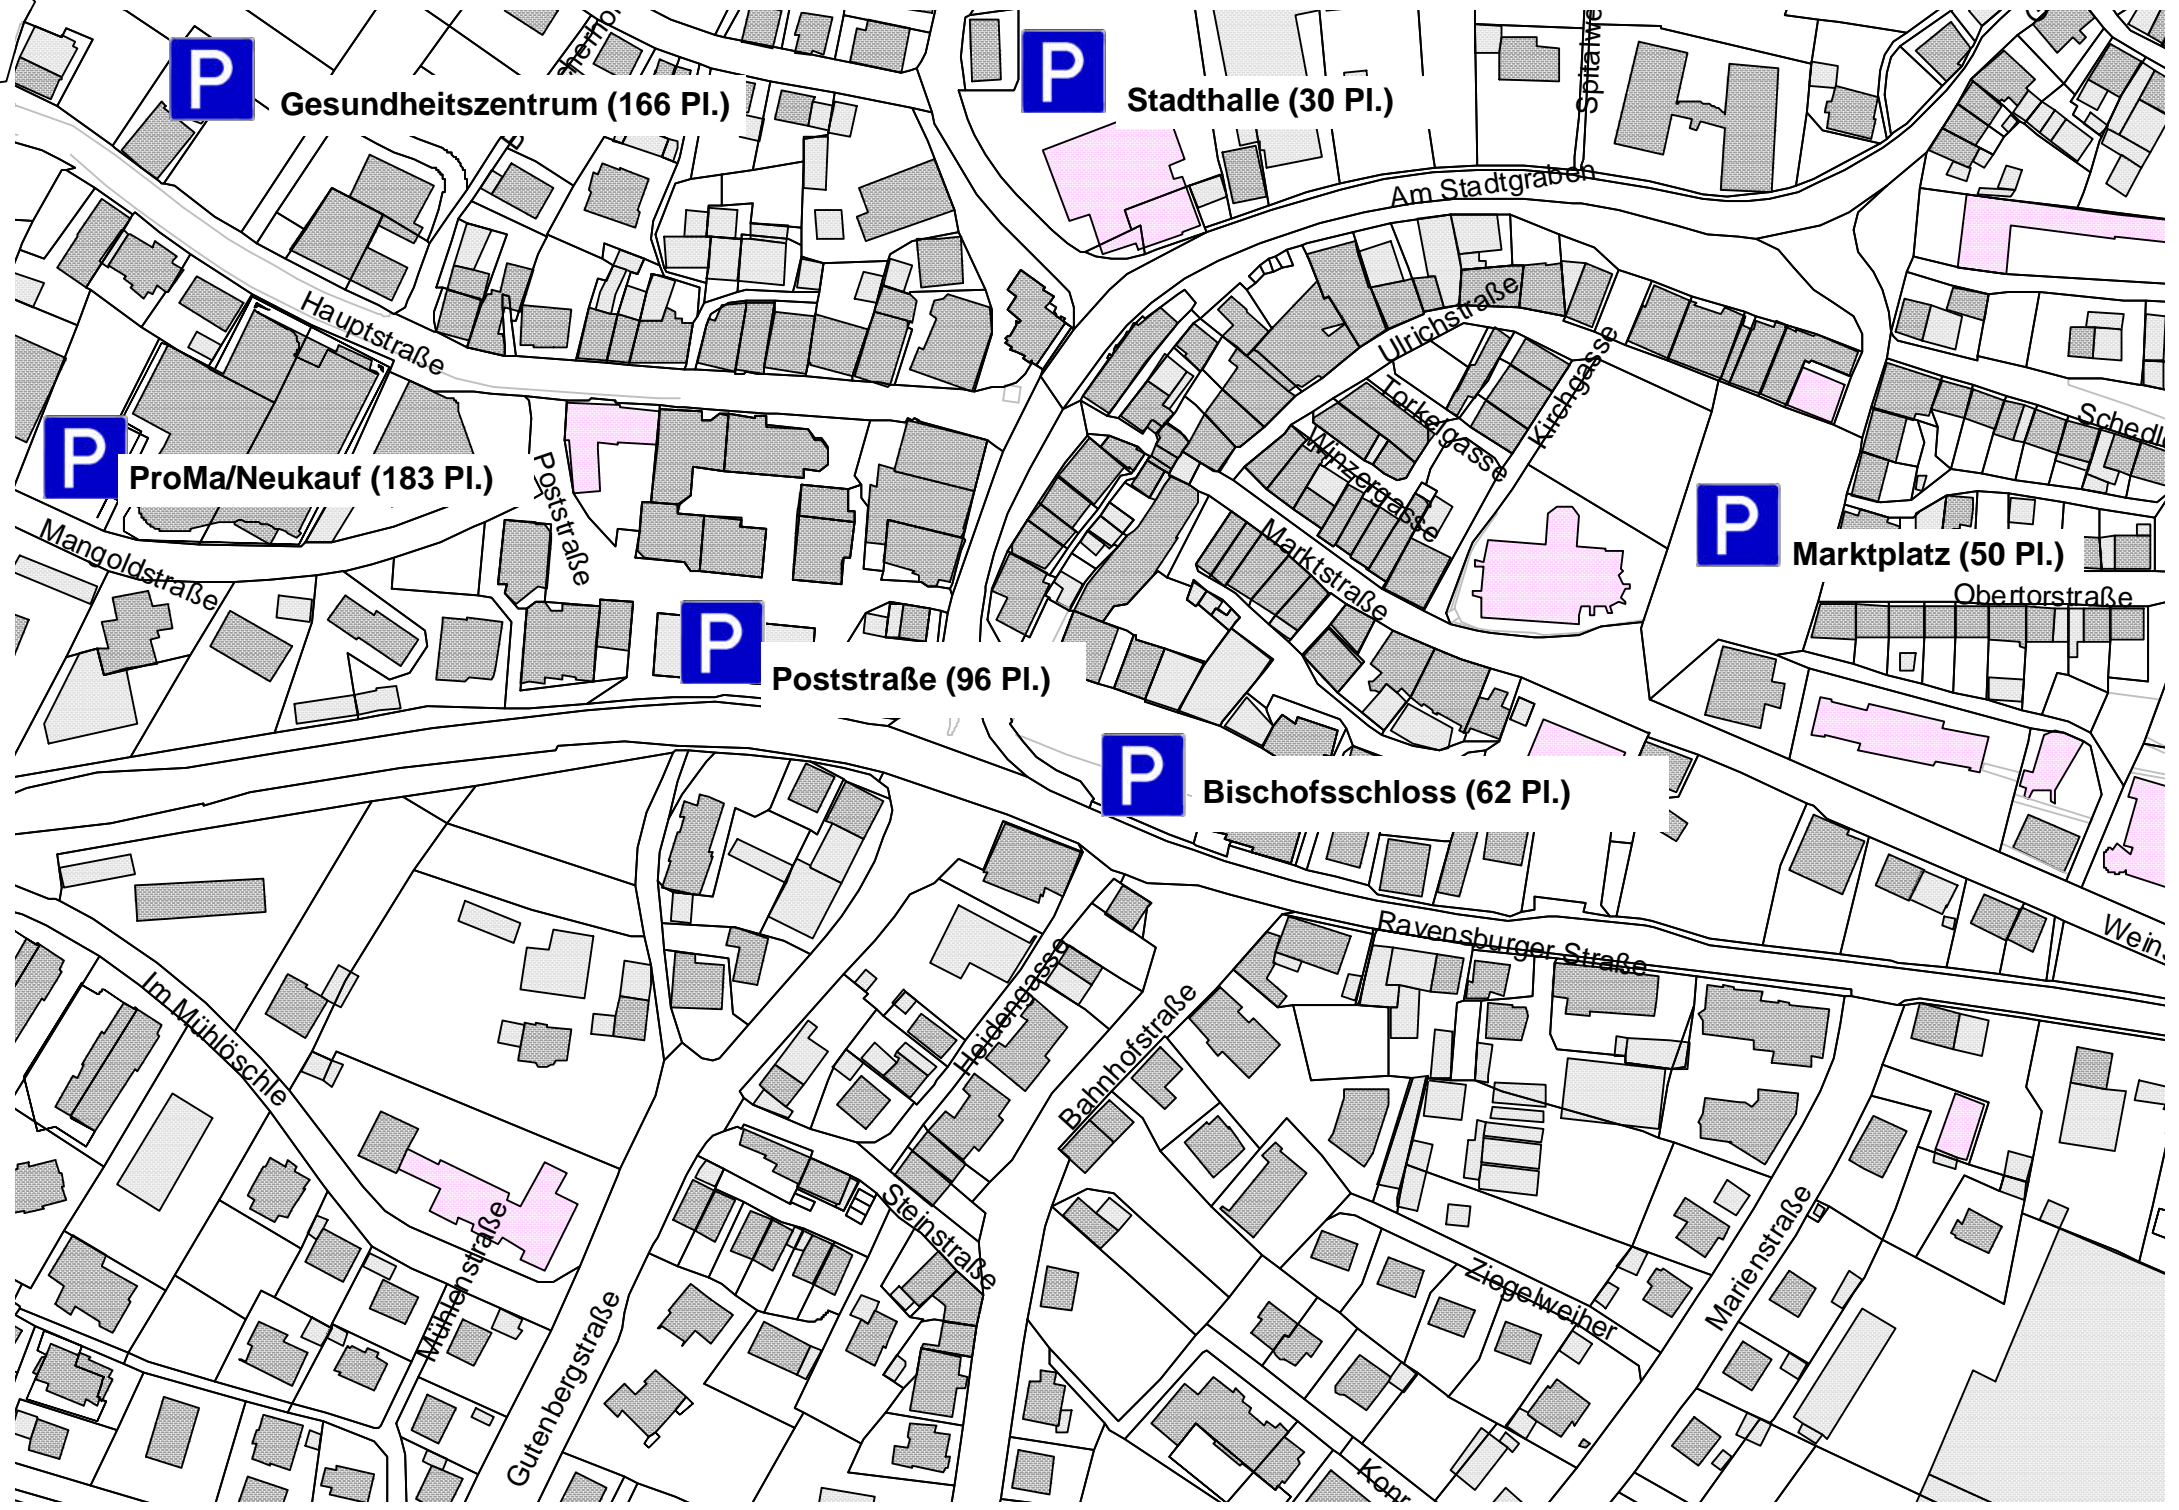 P
Gesundheitszentrum (166 Pl.)
P
Stadthalle (30 Pl.)
Am Stadtgraben
Hauptstraße
Ulrichstraße
Kirchgasse
Torkelgasse
Winzergasse
P
ProMa/Neukauf (183 Pl.)
Poststraße
Mangoldstraße
Marktstraße
P
Marktplatz (50 Pl.)
Obertorstraße
P
Poststraße (96 Pl.)
P
Bischofsschloss (62 Pl.)
Ravensburger Straße
Im Mühlöschle
Heidengasse
Bahnhofstraße
Steinstraße
Mühlenstraße
Gutenbergstraße
Ziegelweiher
Marienstraße